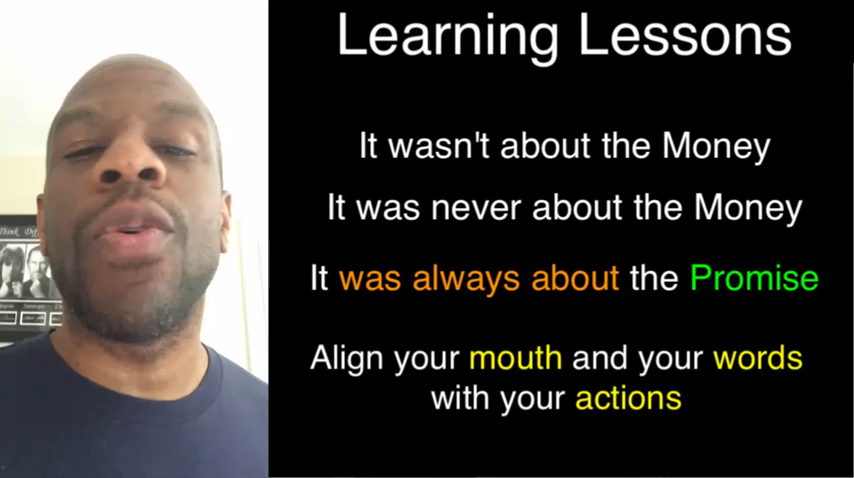 Learning Lessons
It wasn't about the Money
It was never about the Money
It was always about the Promise
Align your mouth and your words
with your actions
Think